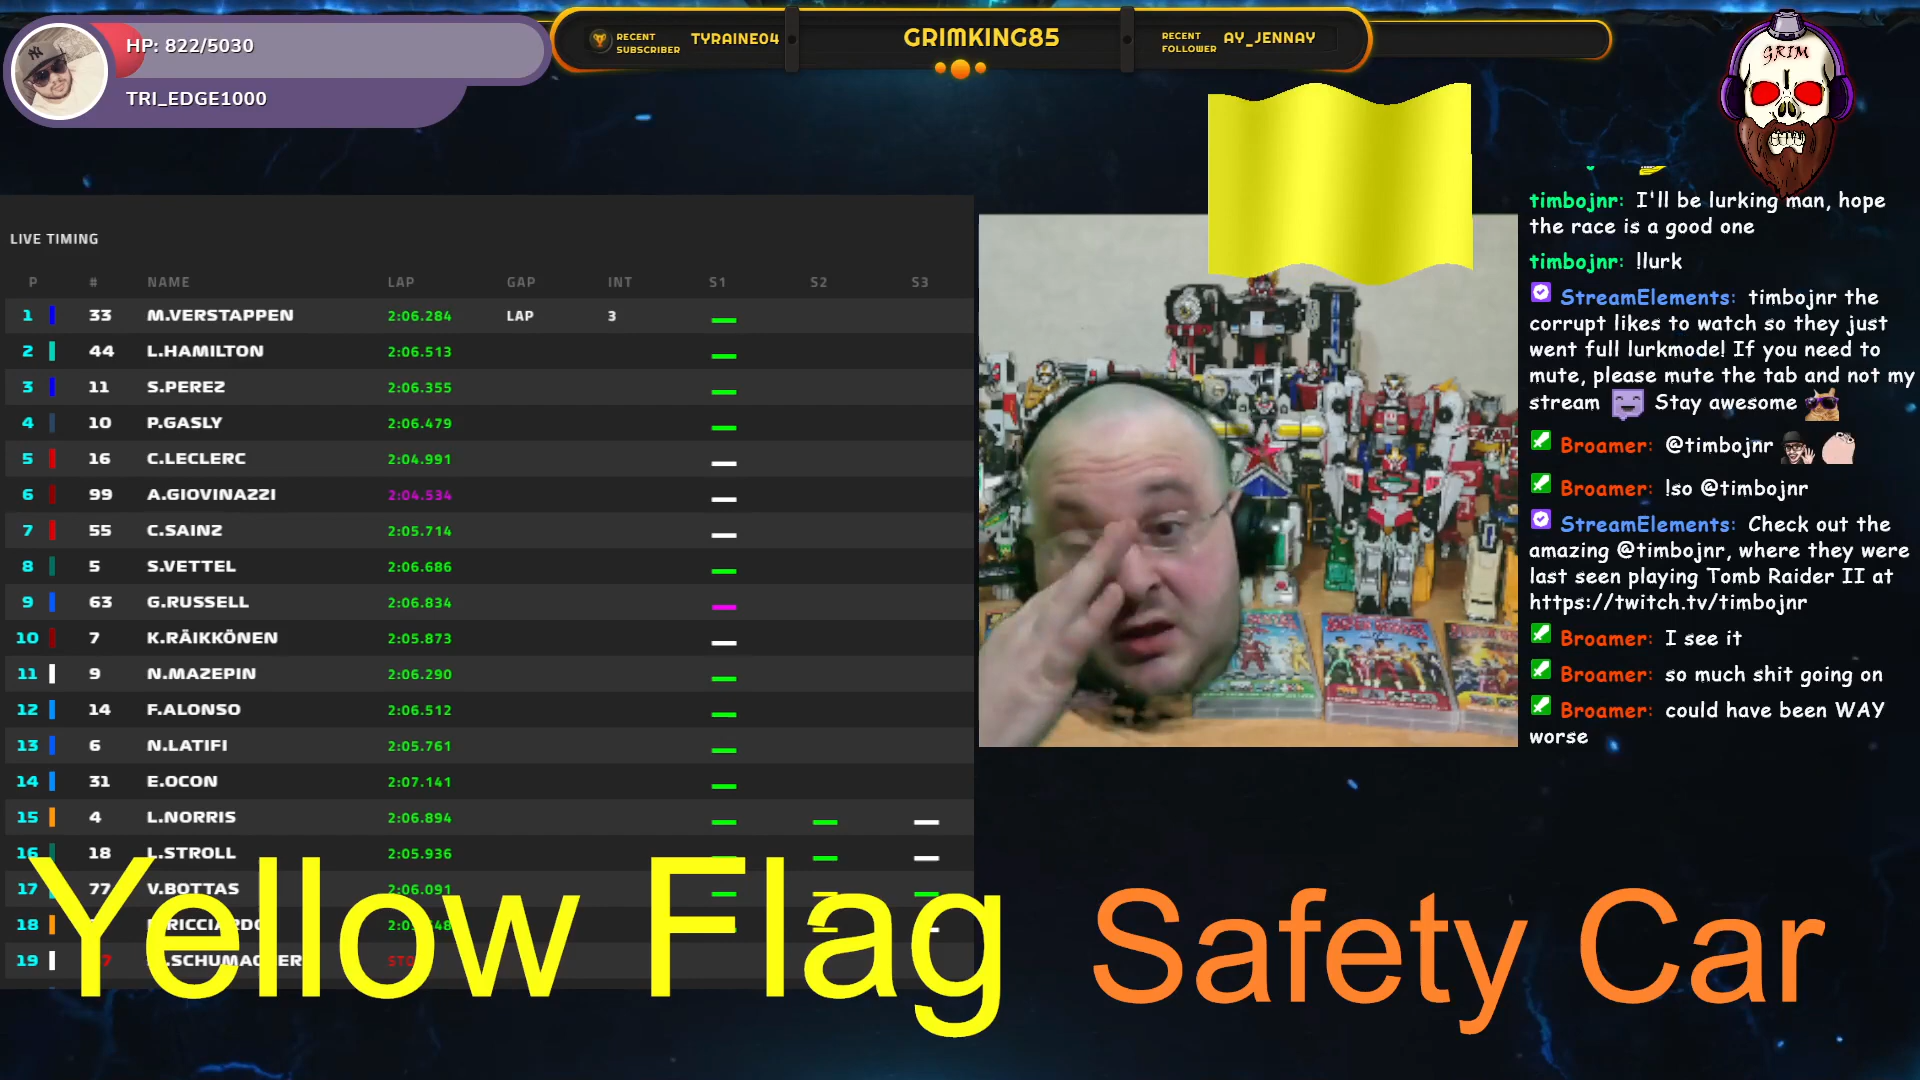 HP: 822/5030
TRI_EDGE1000
RECENT SUBSCRIBER TYRAINE04
GRIMKING85
RECENT FOLLOWER AY_JENNAY
GRIM
LIVE TIMING
P # NAME LAP GAP INT S1 S2 S3
1 33 M.VERSTAPPEN 2:06.284 LAP 3
2 44 L.HAMILTON 2:06.513
3 11 S.PEREZ 2:06.355
4 10 P.GASLY 2:06.479
5 16 C.LECLERC 2:04.991
6 99 A.GIOVINAZZI 2:04.534
7 55 C.SAINZ 2:05.714
8 5 S.VETTEL 2:06.686
9 63 G.RUSSELL 2:06.834
10 7 K.RÄIKKÖNEN 2:05.873
11 9 N.MAZEPIN 2:06.290
12 14 F.ALONSO 2:06.512
13 6 N.LATIFI 2:05.761
14 31 E.OCON 2:07.141
15 4 L.NORRIS 2:06.894
16 18 L.STROLL 2:05.936
17 77 V.BOTTAS 2:06.091
18 RICCIARDO
19 .SCHUMACHER
Yellow Flag
Safety Car
timbojnr: I'll be lurking man, hope
the race is a good one
timbojnr: !lurk
StreamElements: timbojnr the
corrupt likes to watch so they just
went full lurkmode! If you need to
mute, please mute the tab and not my
stream Stay awesome
Broamer: @timbojnr
Broamer: !so @timbojnr
StreamElements: Check out the
amazing @timbojnr, where they were
last seen playing Tomb Raider II at
https://twitch.tv/timbojnr
Broamer: I see it
Broamer: so much shit going on
Broamer: could have been WAY
worse